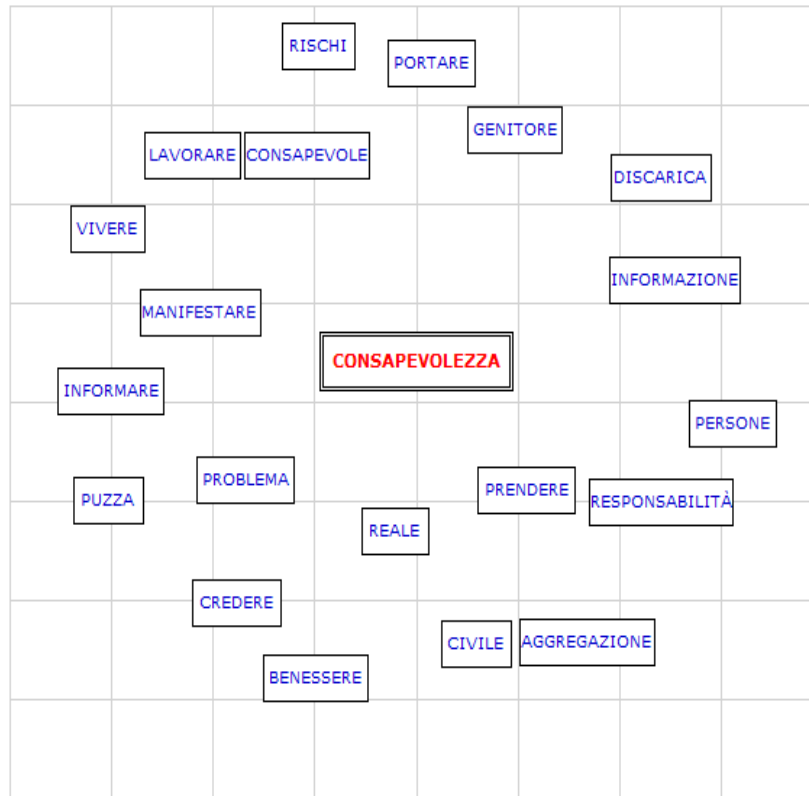 RISCHI
PORTARE
GENITORE
LAVORARE
CONSAPEVOLE
DISCARICA
VIVERE
INFORMAZIONE
MANIFESTARE
CONSAPEVOLEZZA
INFORMARE
PERSONE
PROBLEMA
PRENDERE
PUZZA
RESPONSABILITÀ
REALE
CREDERE
CIVILE
AGGREGAZIONE
BENESSERE